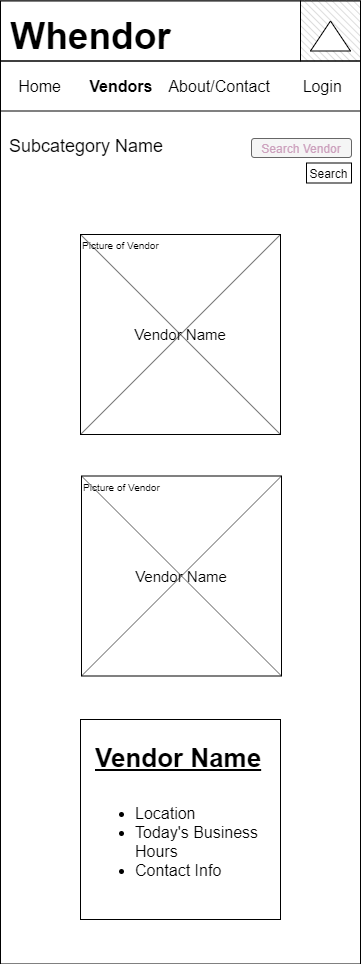 Whendor
Home Vendors About/Contact Login
Subcategory Name
Search Vendor
Search
Picture of Vendor
Vendor Name
Picture of Vendor
Vendor Name
Vendor Name
Location
Today's Business
Hours
Contact Info